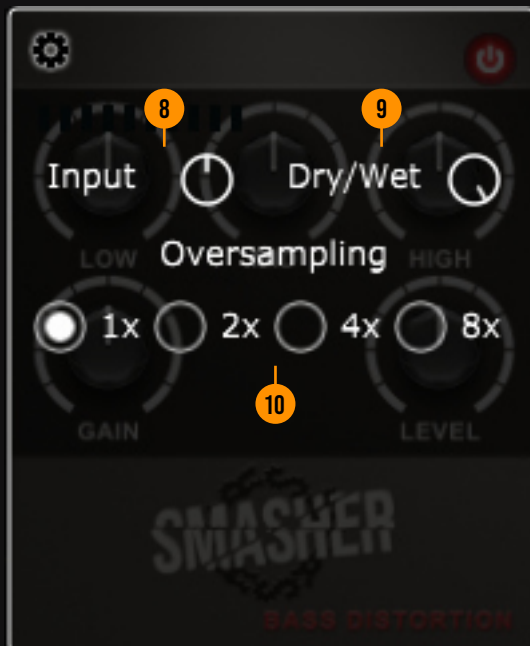 8 9
Input Dry/Wet
LOW HIGH
Oversampling
1x 2x 4x 8x
10
GAIN LEVEL
SMASHER
BASS DISTORTION